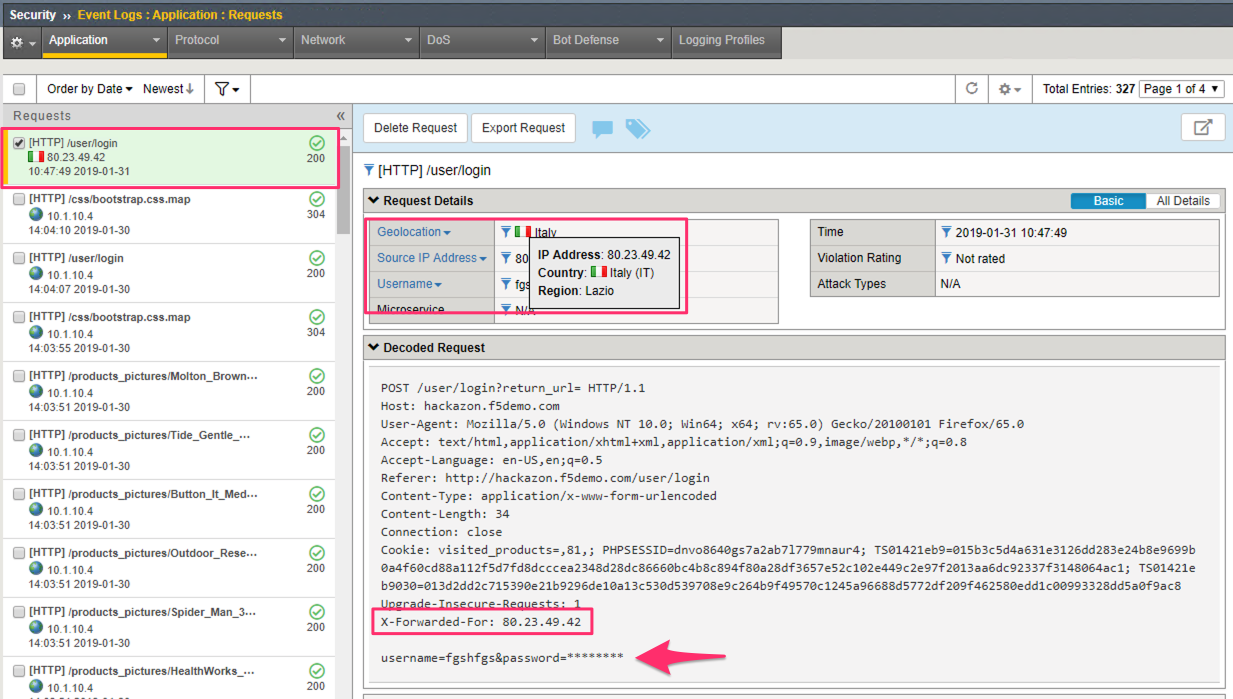 Security ›› Event Logs : Application : Requests
Application Protocol Network DoS Bot Defense Logging Profiles
Order by Date Newest Total Entries: 327 Page 1 of 4
Requests «
[HTTP] /user/login
80.23.49.42 200
10:47:49 2019-01-31
[HTTP] /css/bootstrap.css.map
10.1.10.4 304
14:04:10 2019-01-30
[HTTP] /user/login
10.1.10.4 200
14:04:07 2019-01-30
[HTTP] /css/bootstrap.css.map
10.1.10.4 304
14:03:55 2019-01-30
[HTTP] /products_pictures/Molton_Brown···
10.1.10.4 200
14:03:51 2019-01-30
[HTTP] /products_pictures/Tide_Gentle_···
10.1.10.4 200
14:03:51 2019-01-30
[HTTP] /products_pictures/Button_It_Med···
10.1.10.4 200
14:03:51 2019-01-30
[HTTP] /products_pictures/Outdoor_Rese···
10.1.10.4 200
14:03:51 2019-01-30
[HTTP] /products_pictures/Spider_Man_3···
10.1.10.4 200
14:03:51 2019-01-30
[HTTP] /products_pictures/HealthWorks_···
10.1.10.4 200
Delete Request Export Request
[HTTP] /user/login
Request Details Basic All Details
Geolocation Italy
Source IP Address 80
Username fgs
Microservice N/A
IP Address: 80.23.49.42
Country: Italy (IT)
Region: Lazio
Time 2019-01-31 10:47:49
Violation Rating Not rated
Attack Types N/A
Decoded Request
POST /user/login?return_url= HTTP/1.1
Host: hackazon.f5demo.com
User-Agent: Mozilla/5.0 (Windows NT 10.0; Win64; x64; rv:65.0) Gecko/20100101 Firefox/65.0
Accept: text/html,application/xhtml+xml,application/xml;q=0.9,image/webp,*/*;q=0.8
Accept-Language: en-US,en;q=0.5
Referer: http://hackazon.f5demo.com/user/login
Content-Type: application/x-www-form-urlencoded
Content-Length: 34
Connection: close
Cookie: visited_products=,81,; PHPSESSID=dnvo8640gs7a2ab7l779mnaur4; TS01421eb9=015b3c5d4a631e3126dd283e24b8e9699b
0a4f60cd88a112f5d7fd8dcccea2348d28dc86660bc4b8c894f80a28df3657e52c102e449c2e97f2013aa6dc92337f3148064ac1; TS01421e
b9030=013d2dd2c715390e21b9296de10a13c530d539708e9c264b9f49570c1245a96688d5772df209f462580edd1c00993328dd5a0f9ac8
Upgrade-Insecure-Requests: 1
X-Forwarded-For: 80.23.49.42
username=fgshfgs&password=********